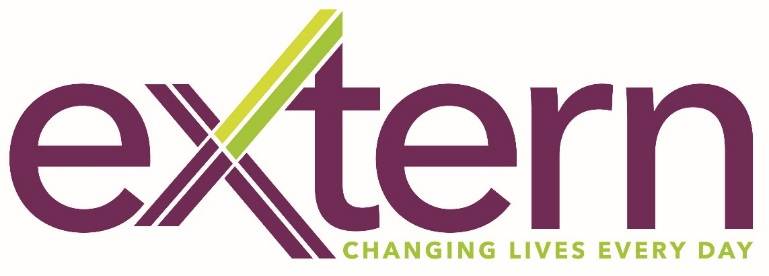 extern
CHANGING LIVES EVERY DAY